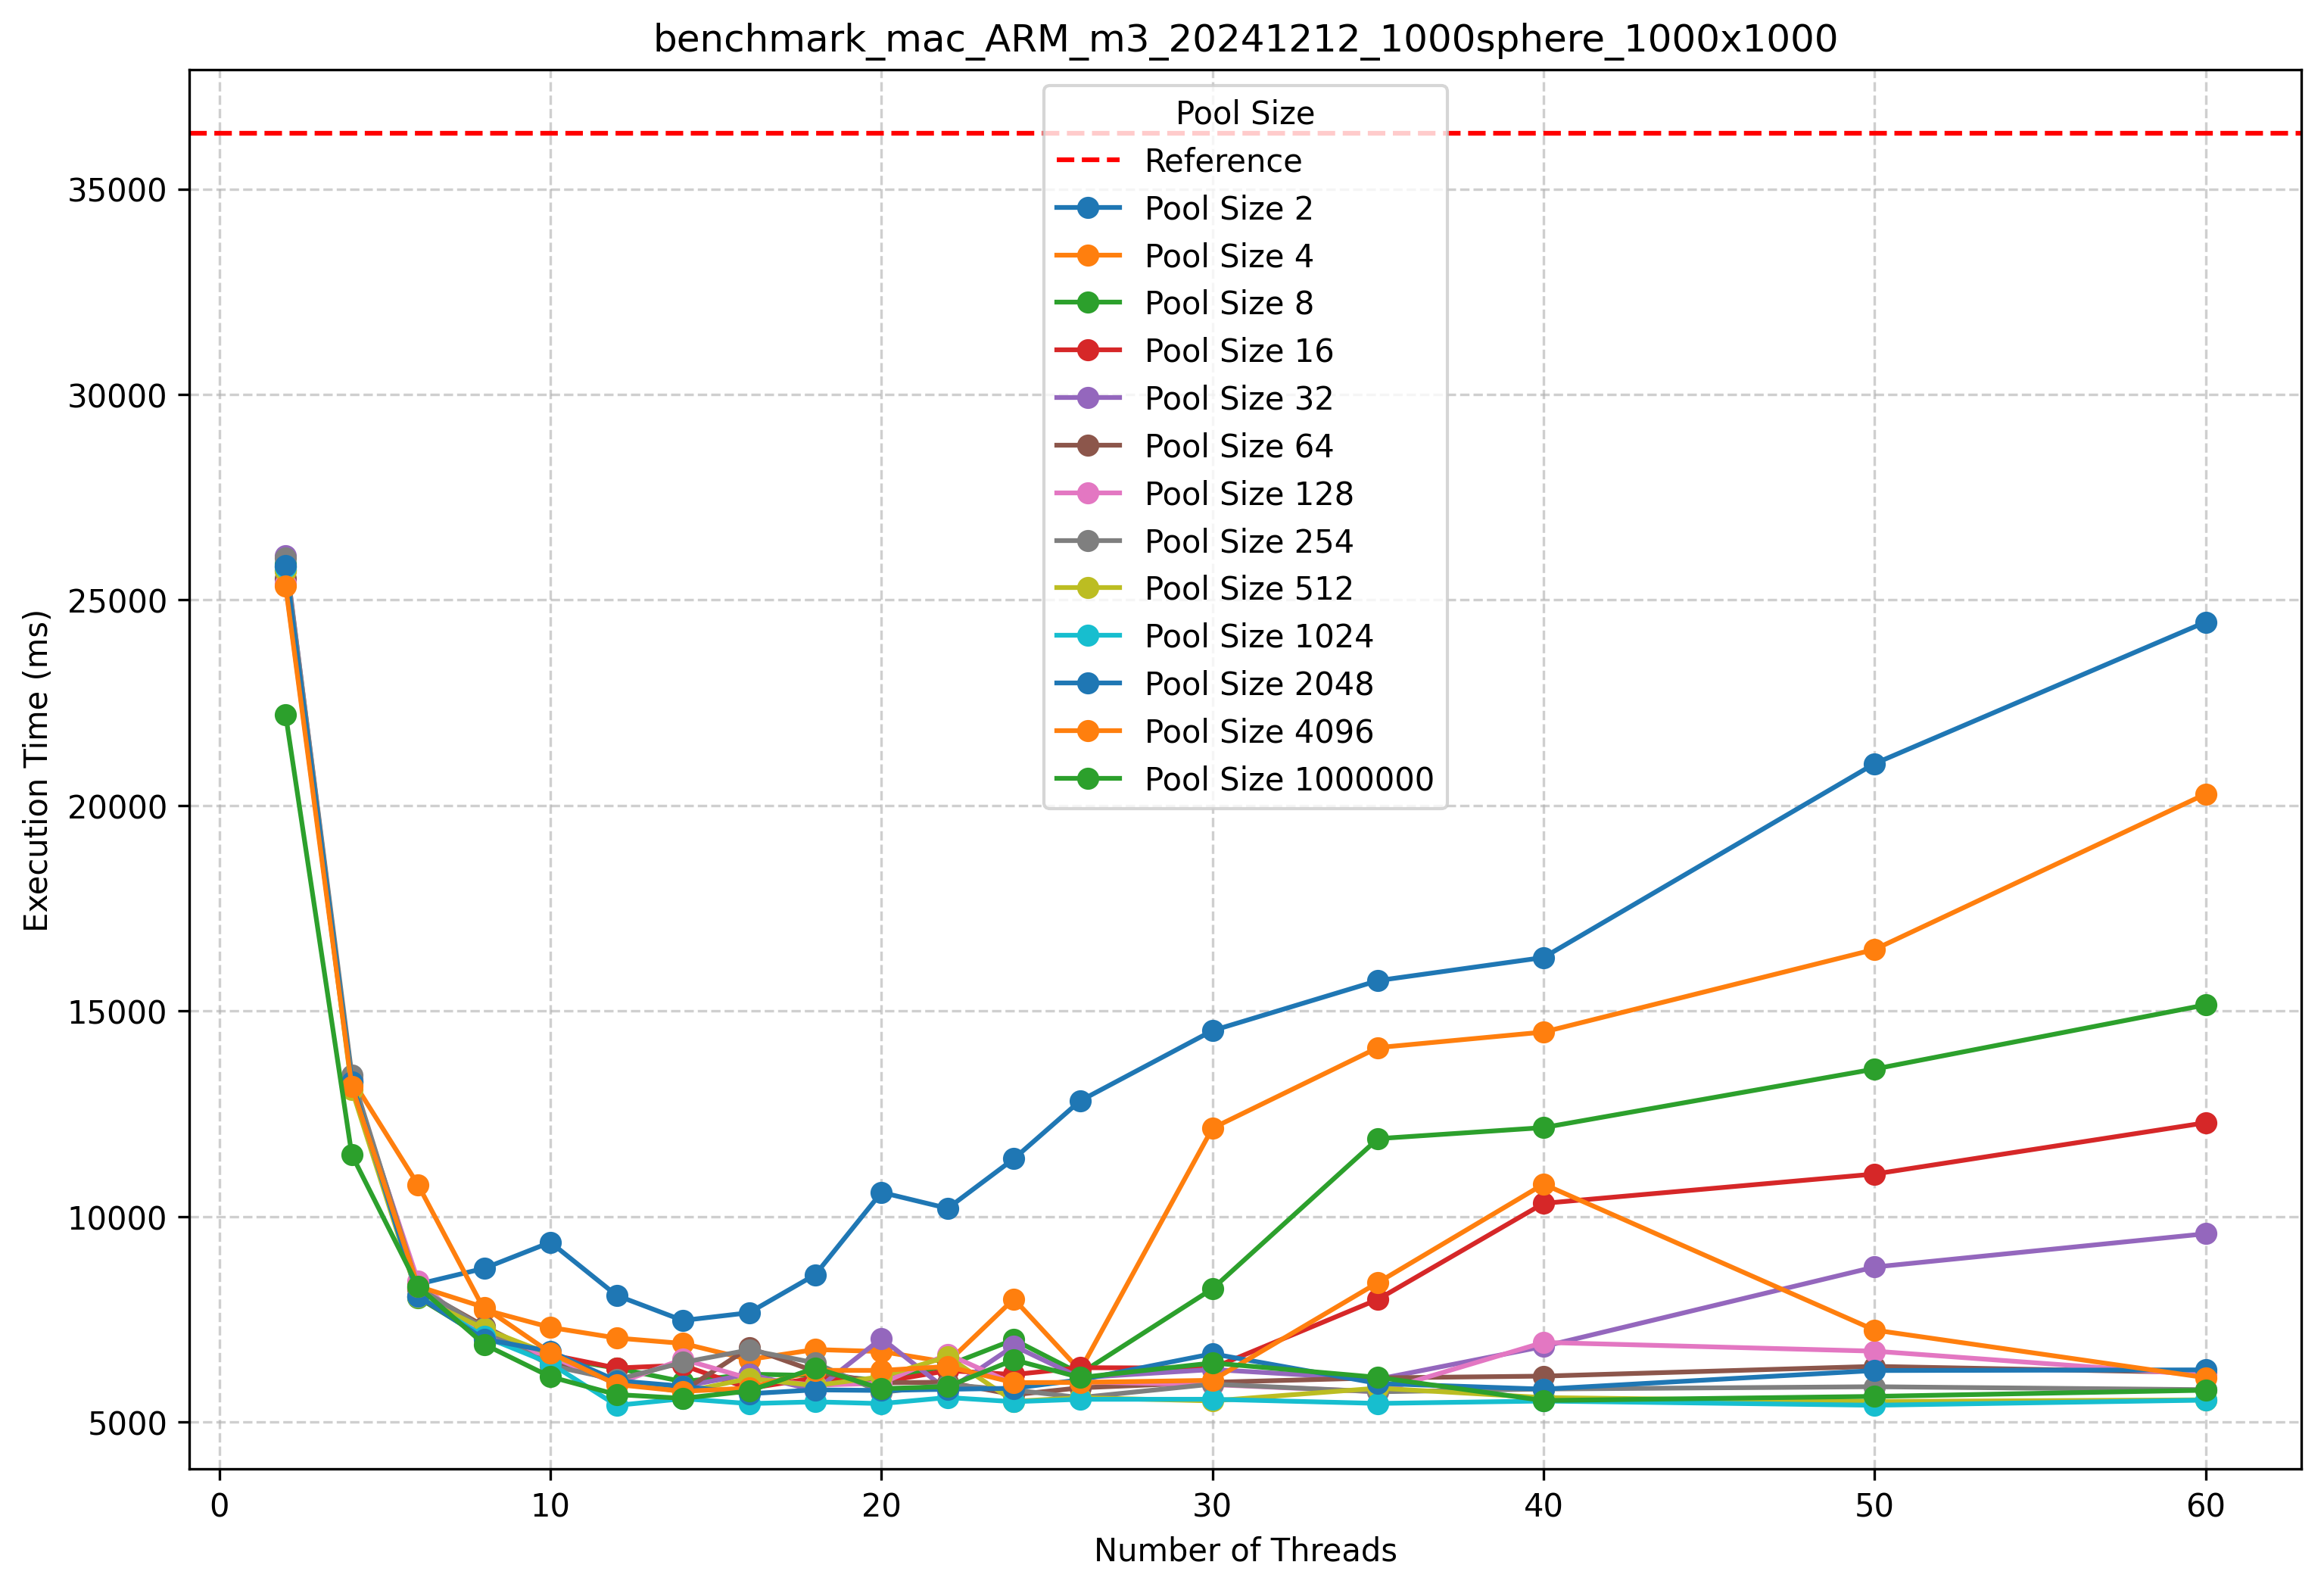 benchmark_mac_ARM_m3_20241212_1000sphere_1000x1000
Pool Size
Reference
Pool Size 2
Pool Size 4
Pool Size 8
Pool Size 16
Pool Size 32
Pool Size 64
Pool Size 128
Pool Size 254
Pool Size 512
Pool Size 1024
Pool Size 2048
Pool Size 4096
Pool Size 1000000
Execution Time (ms)
35000
30000
25000
20000
15000
10000
5000
0 10 20 30 40 50 60
Number of Threads